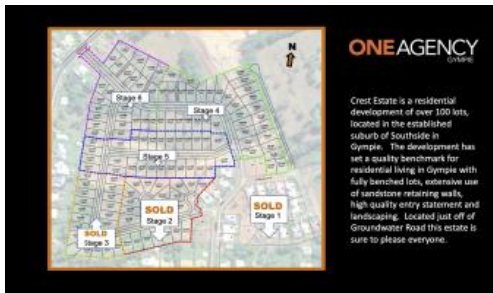 N
ONEAGENCY
GYMPIE
Stage 6
Stage 4
Stage 5
SOLD
Stage 2
SOLD
Stage 1
SOLD
Stage 3
Crest Estate is a residential
development of over 100 lots,
located in the established
suburb of Southside in
Gympie. The development has
set a quality benchmark for
residential living in Gympie with
fully benched lots, extensive use
of sandstone retaining walls,
high quality entry statement and
landscaping. Located just off of
Groundwater Road this estate is
sure to please everyone.